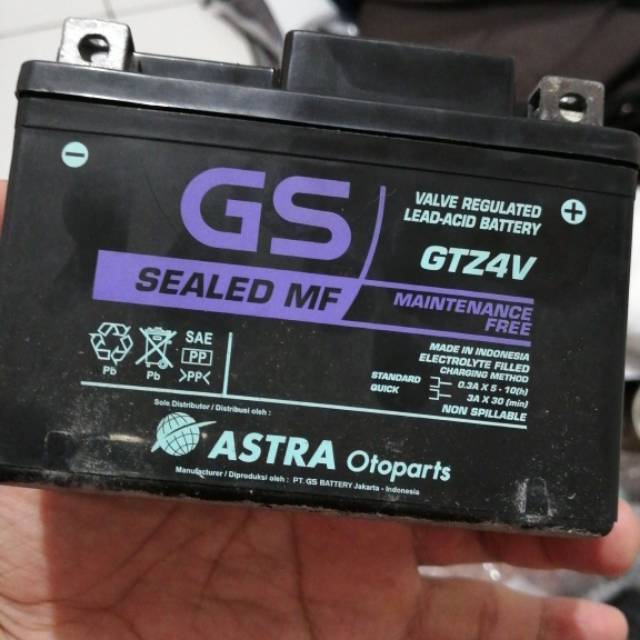 GS
VALVE REGULATED
LEAD-ACID BATTERY
GTZ4V
SEALED MF
MAINTENANCE
FREE
Pb
Pb
SAE
PP
>PP<
MADE IN INDONESIA
ELECTROLYTE FILLED
CHARGING METHOD
STANDARD 0.3A X 5 - 10(h)
QUICK 3A X 30 (min)
NON SPILLABLE
Sole Distributor / Distribusi oleh :
ASTRA Otoparts
Manufacturer / Diproduksi oleh : PT. GS BATTERY Jakarta - Indonesia